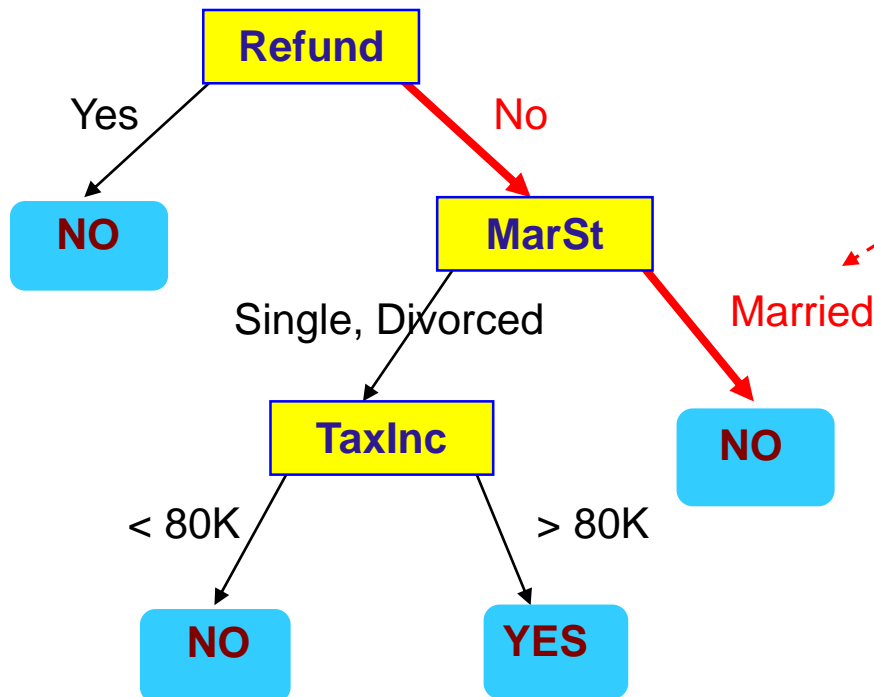 Refund
Yes
No
NO
MarSt
Single, Divorced
Married
TaxInc
NO
< 80K
> 80K
NO
YES